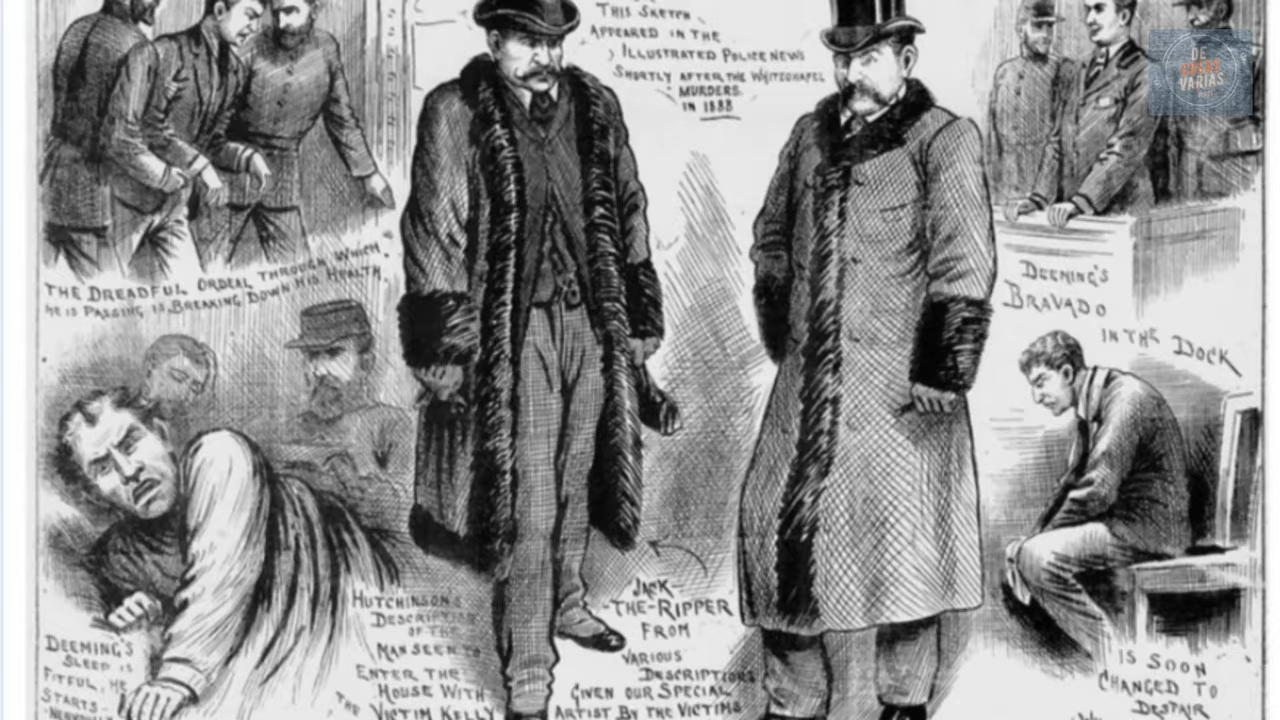 THIS SKETCH
APPEARED IN THE
ILLUSTRATED POLICE NEWS
SHORTLY AFTER THE WHITECHAPEL
MURDERS.
IN 1888
DE
COSAS
VARIAS
THE DREADFUL ORDEAL THROUGH WHICH
HE IS PASSING IS BREAKING DOWN HIS HEALTH.
DEEMING'S
BRAVADO
IN THE DOCK
JACK-
-THE-RIPPER
FROM
VARIOUS
DESCRIPTIONS
GIVEN OUR SPECIAL
ARTIST BY THE VICTIMS
HUTCHINSON'S
DESCRIPTION
OF THE
MAN SEEN TO
ENTER THE
HOUSE WITH
THE VICTIM KELLY
DEEMING'S
SLEEP IS
FITFUL, HE
STARTS
IS SOON
CHANGED TO
DESPAIR